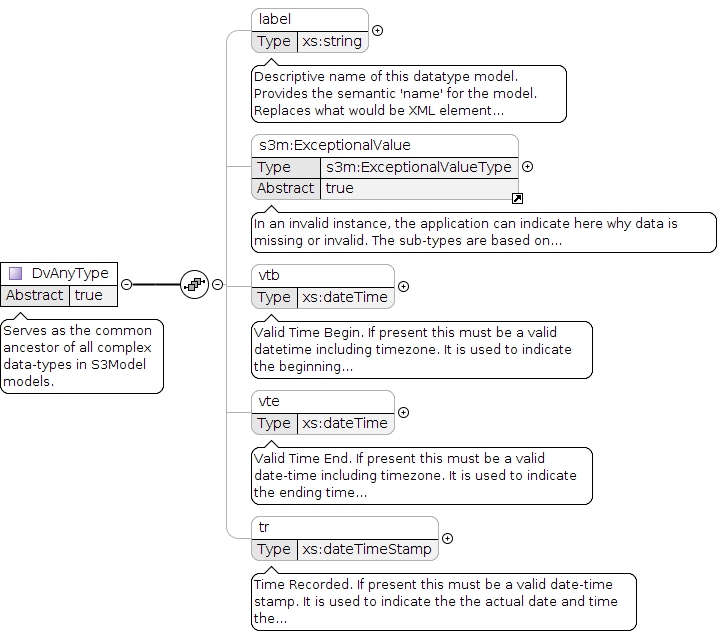 label
Type xs:string
Descriptive name of this datatype model.
Provides the semantic 'name' for the model.
Replaces what would be XML element...
s3m:ExceptionalValue
Type s3m:ExceptionalValueType
Abstract true
In an invalid instance, the application can indicate here why data is
missing or invalid. The sub-types are based on...
DvAnyType
Abstract true
Serves as the common
ancestor of all complex
data-types in S3Model
models.
vtb
Type xs:dateTime
Valid Time Begin. If present this must be a valid
datetime including timezone. It is used to indicate
the beginning...
vte
Type xs:dateTime
Valid Time End. If present this must be a valid
date-time including timezone. It is used to indicate
the ending time...
tr
Type xs:dateTimeStamp
Time Recorded. If present this must be a valid date-time
stamp. It is used to indicate the the actual date and time
the...